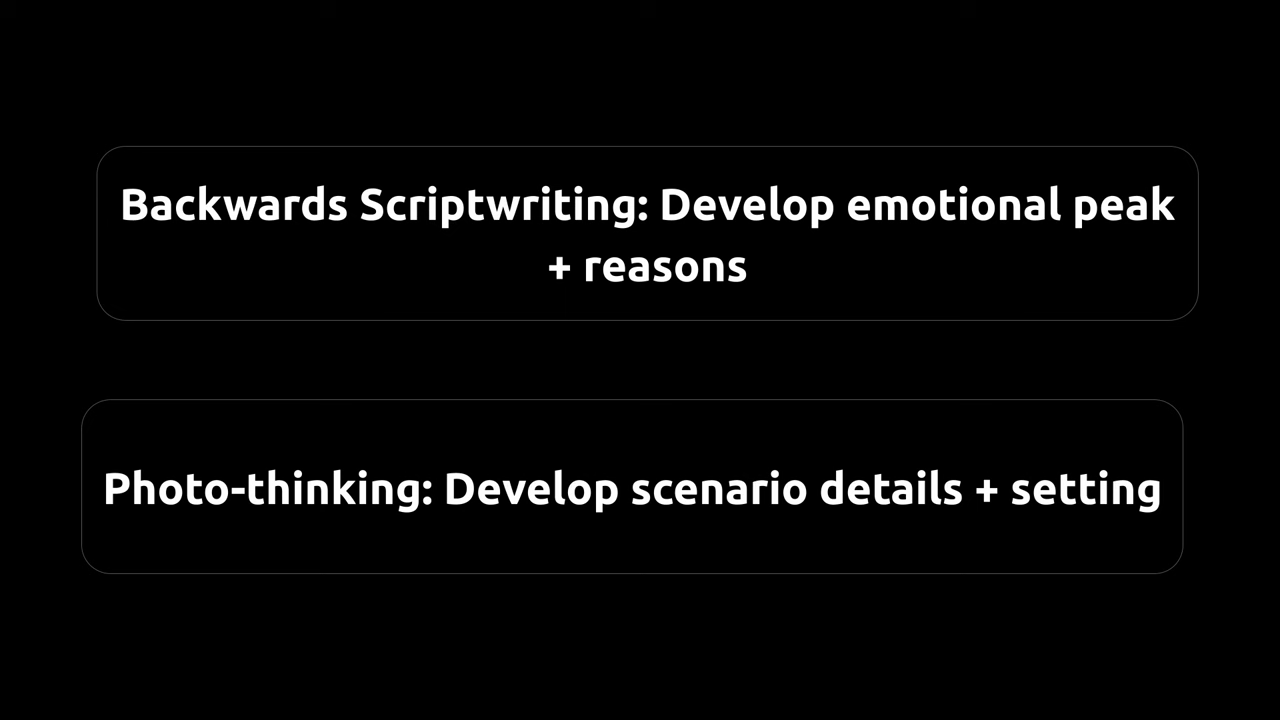 Backwards Scriptwriting: Develop emotional peak
+ reasons
Photo-thinking: Develop scenario details + setting